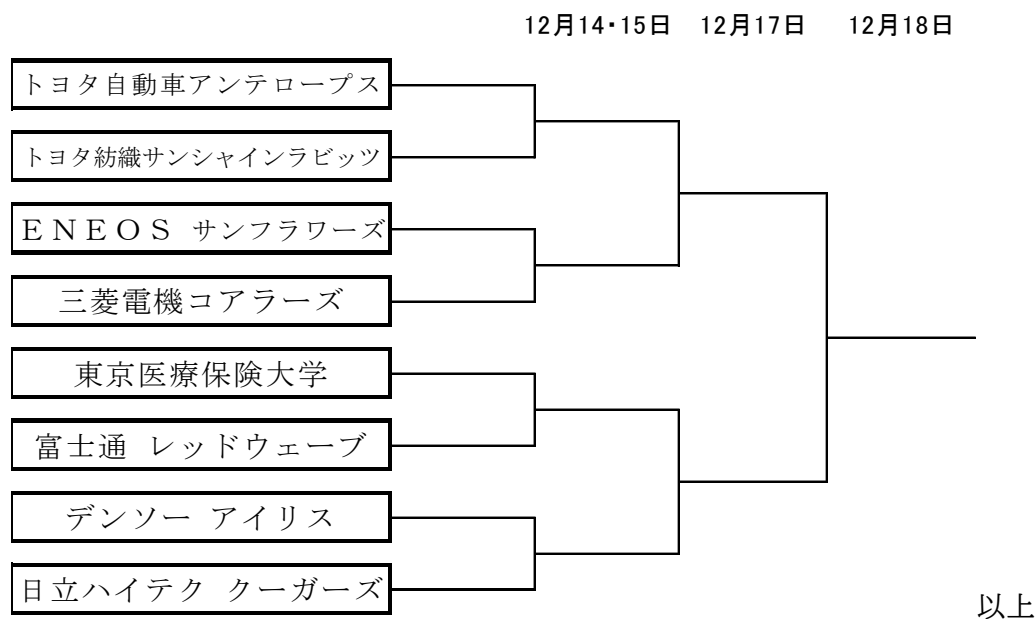 12月14・15日 12月17日 12月18日
トヨタ自動車アンテロープス
トヨタ紡織サンシャインラビッツ
ＥＮＥＯＳ サンフラワーズ
三菱電機コアラーズ
東京医療保険大学
富士通 レッドウェーブ
デンソー アイリス
日立ハイテク クーガーズ
以上